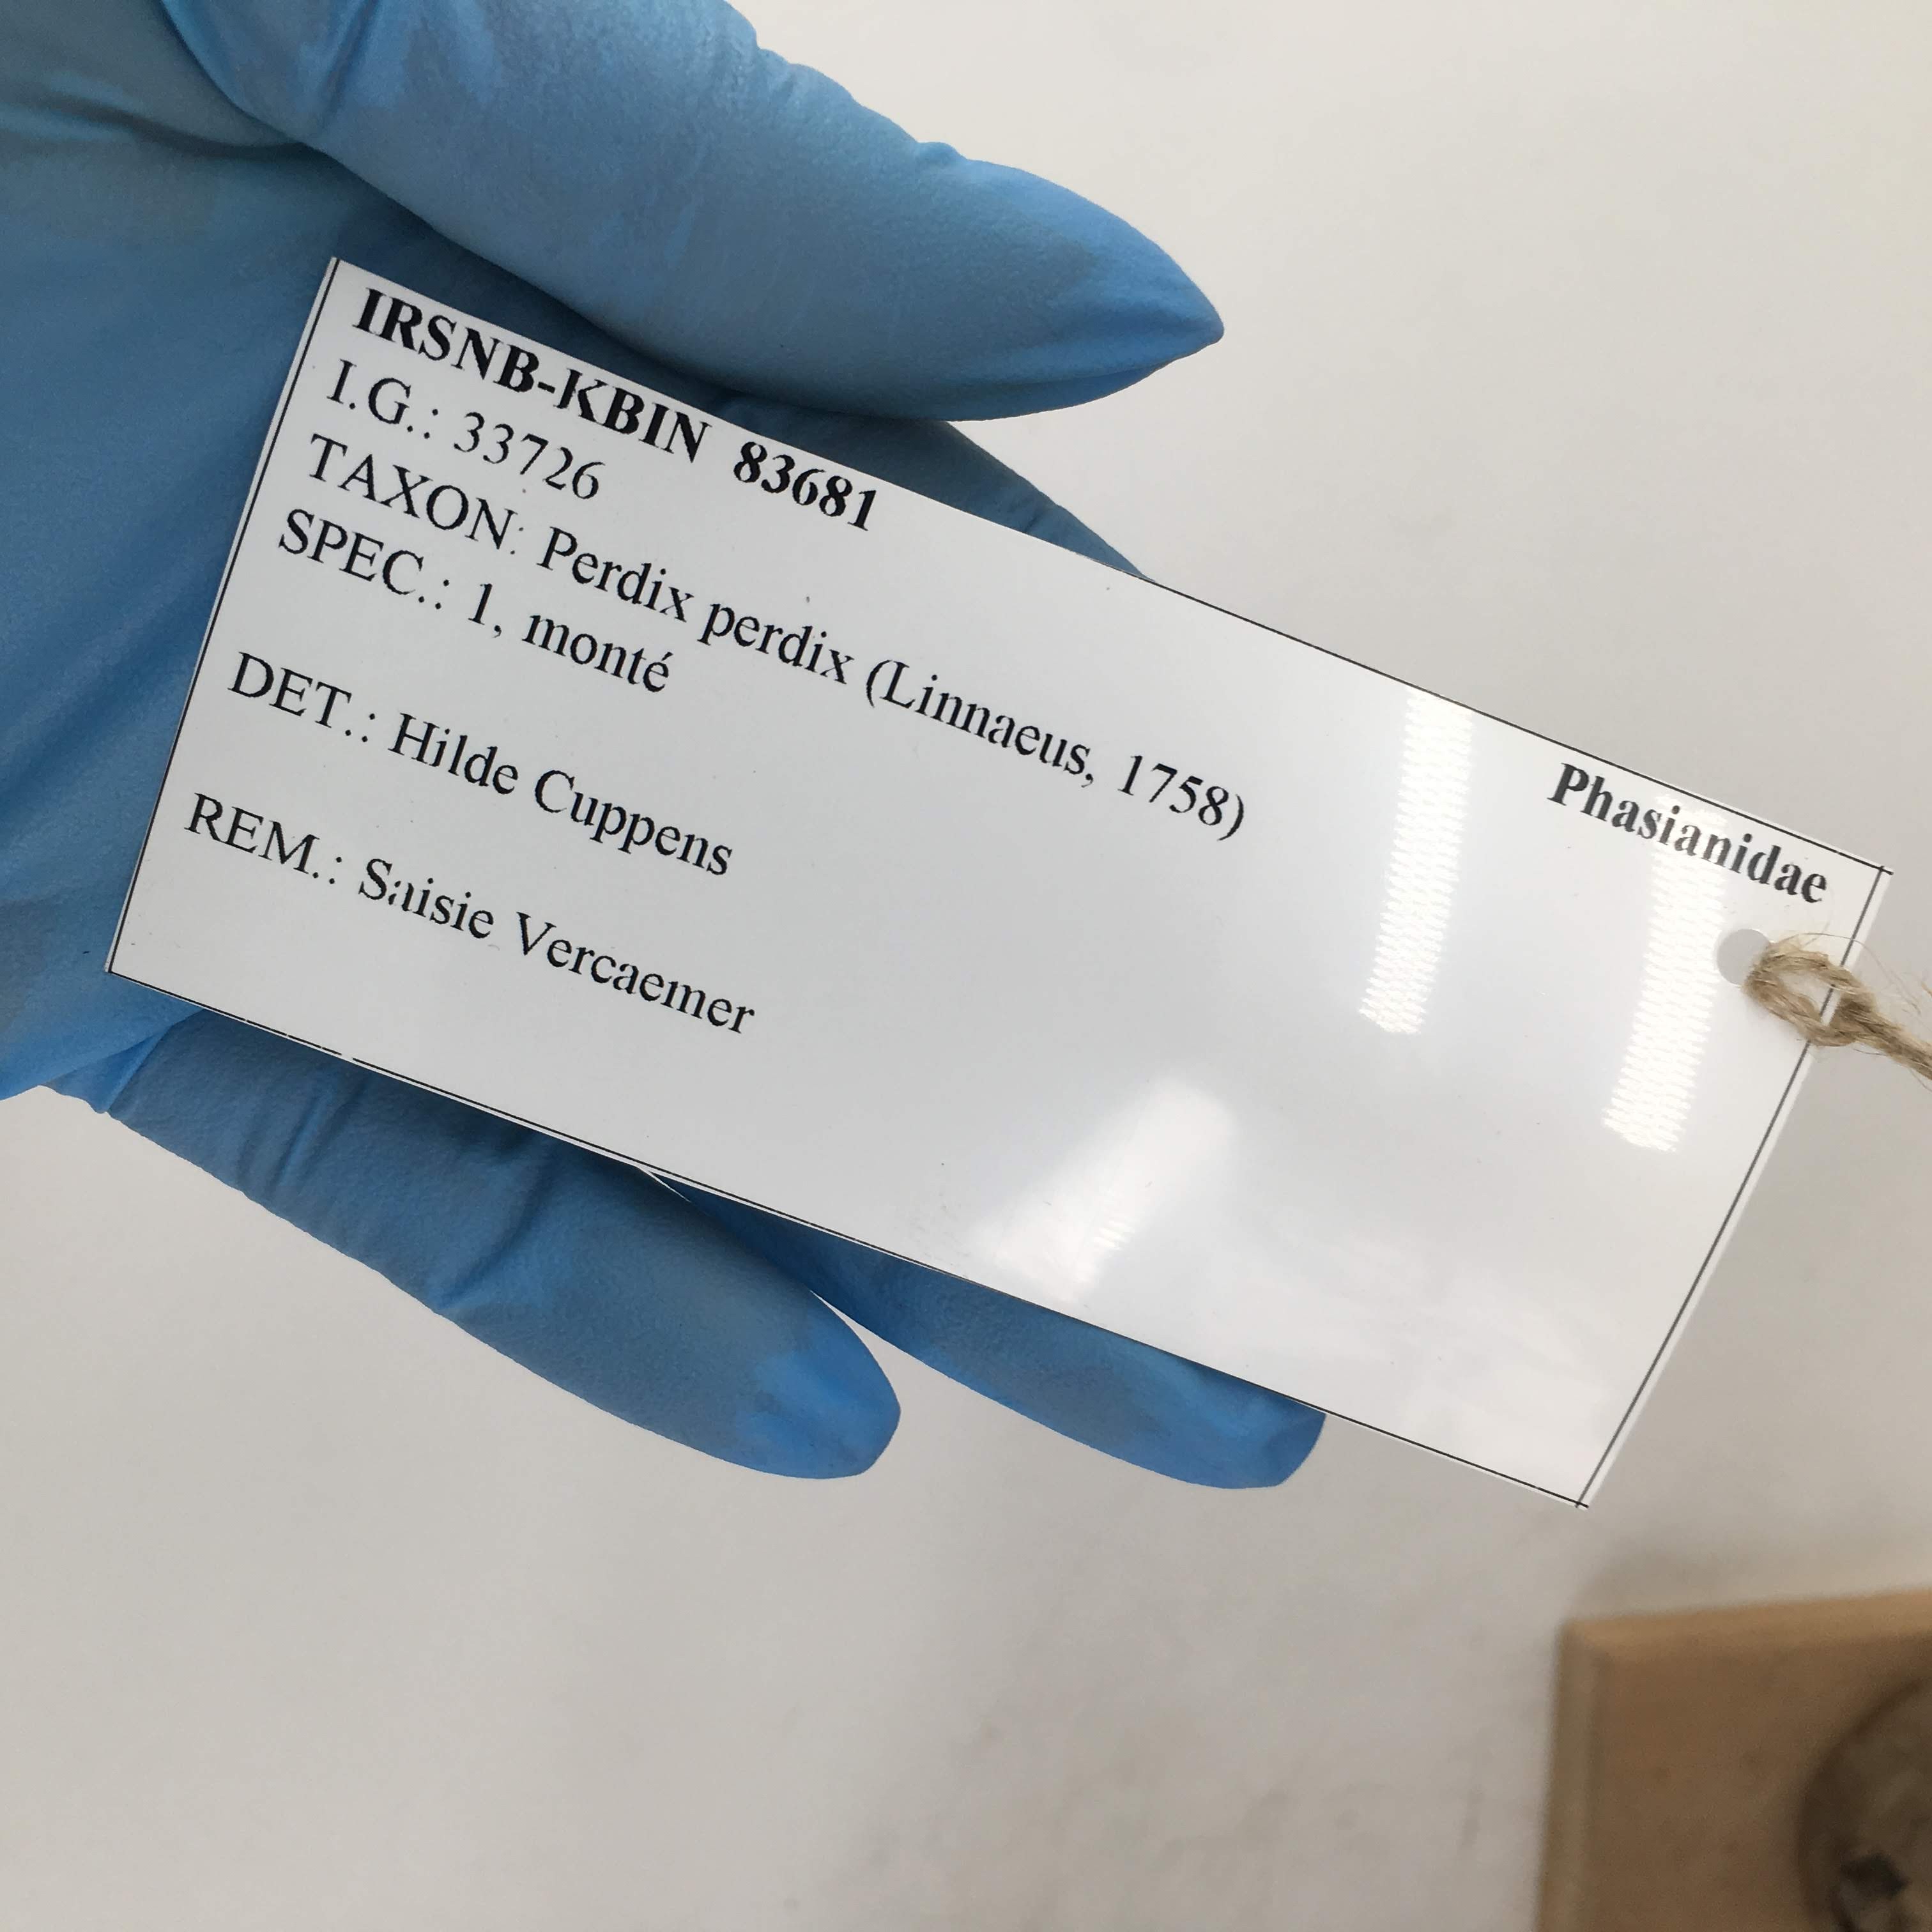 IRSNB-KBIN 83681
Phasianidae
I.G.: 33726
TAXON: Perdix perdix (Linnaeus, 1758)
SPEC.: 1, monté
DET.: Hilde Cuppens
REM.: Saisie Vercaemer